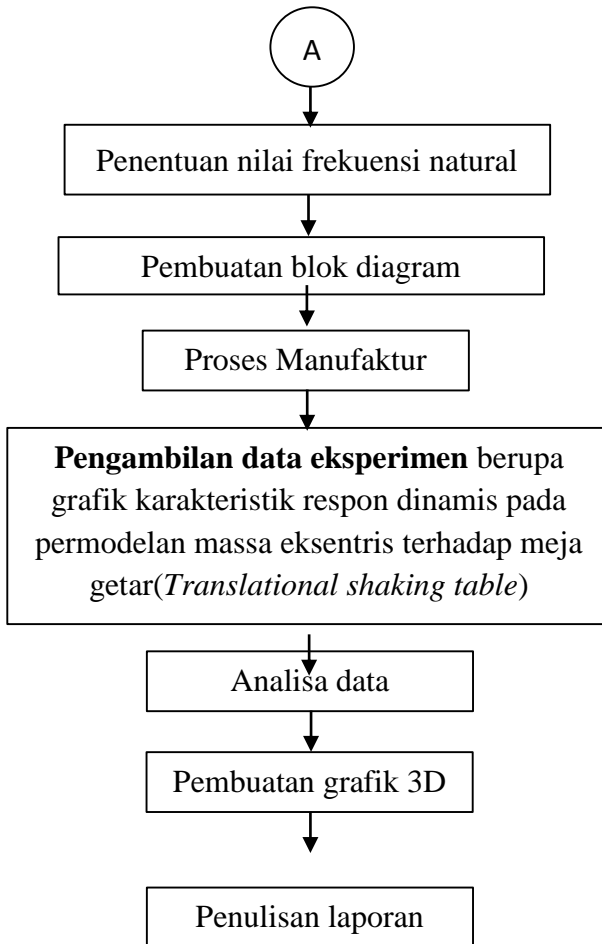 A
Penentuan nilai frekuensi natural
Pembuatan blok diagram
Proses Manufaktur
Pengambilan data eksperimen berupa
grafik karakteristik respon dinamis pada
permodelan massa eksentris terhadap meja
getar(Translational shaking table)
Analisa data
Pembuatan grafik 3D
Penulisan laporan